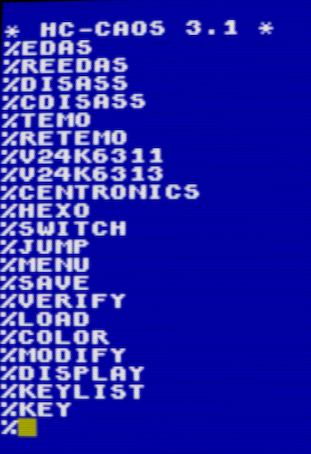 * HC-CAOS 3.1 *
%EDAS
%REEDAS
%DISASS
%CDISASS
%TEMO
%RETEMO
%V24K6311
%V24K6313
%CENTRONICS
%HEXO
%SWITCH
%JUMP
%MENU
%SAVE
%VERIFY
%LOAD
%COLOR
%MODIFY
%DISPLAY
%KEYLIST
%KEY
%